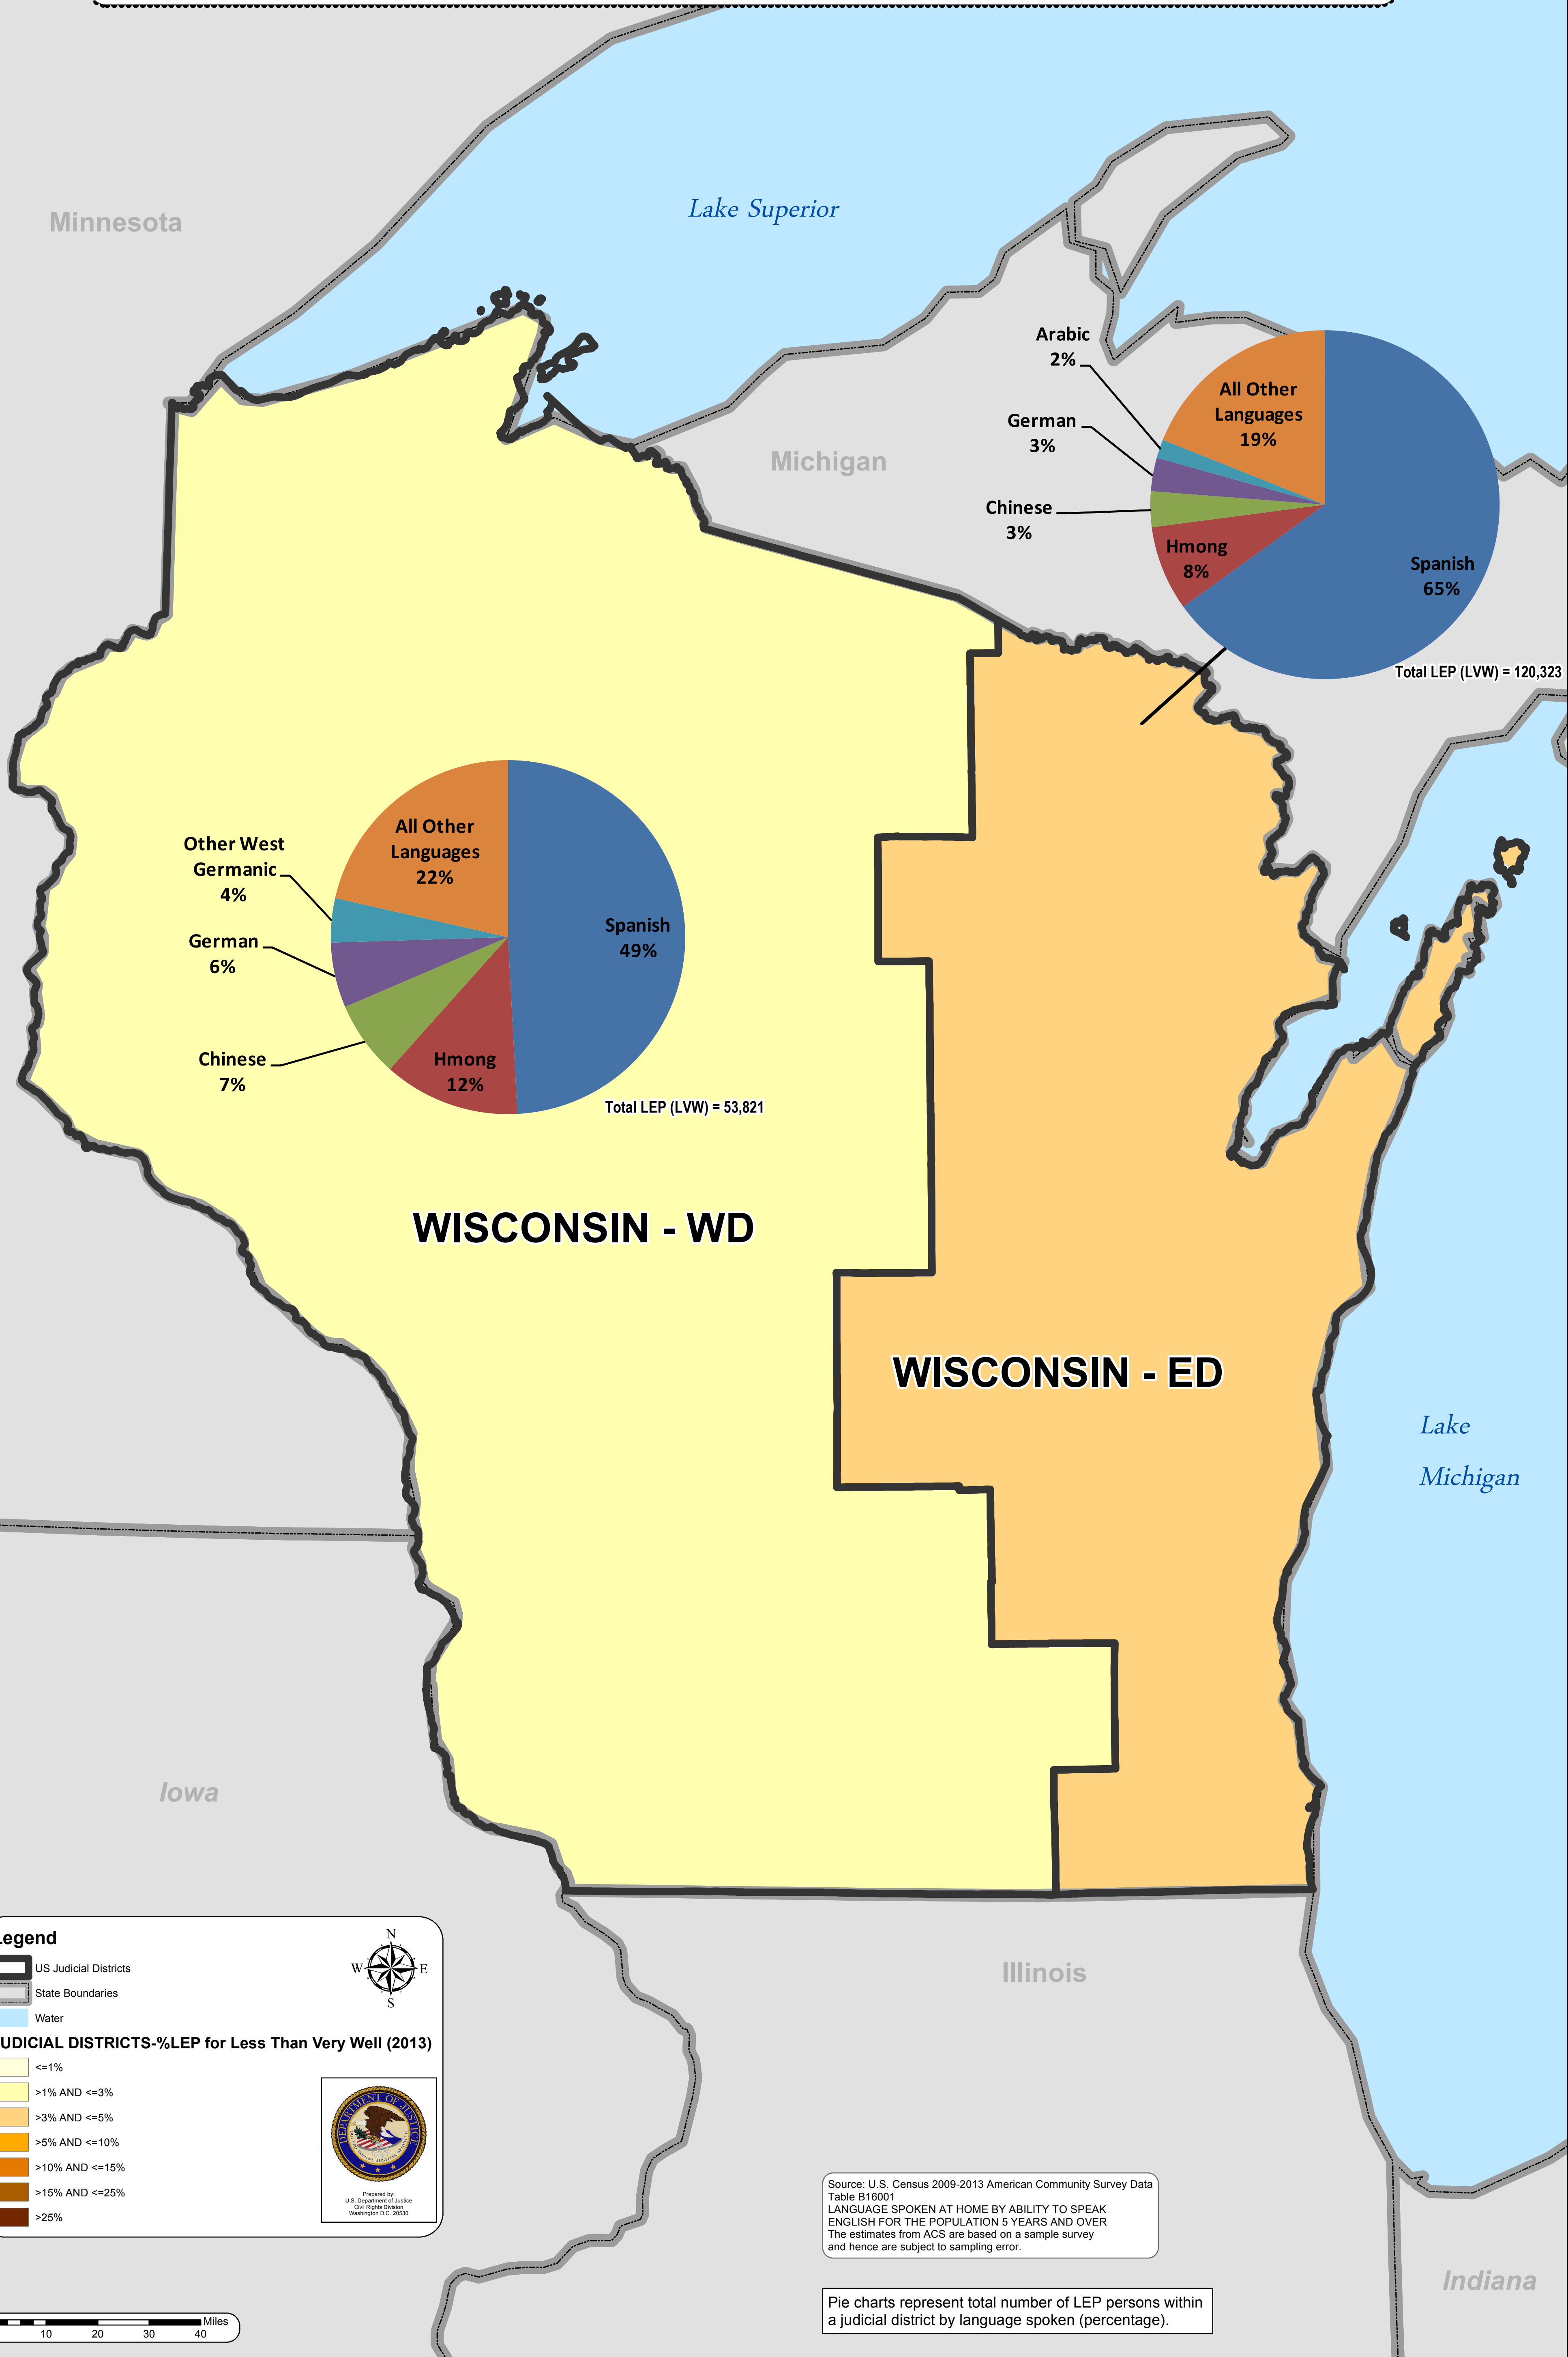 Minnesota
Lake Superior
Michigan
Arabic
2%
German
3%
Chinese
3%
Hmong
8%
All Other
Languages
19%
Spanish
65%
Total LEP (LVW) = 120,323
Other West
Germanic
4%
German
6%
Chinese
7%
Hmong
12%
All Other
Languages
22%
Spanish
49%
Total LEP (LVW) = 53,821
WISCONSIN - WD
WISCONSIN - ED
Lake
Michigan
Iowa
Illinois
Indiana
egend
US Judicial Districts
State Boundaries
Water
N
W
E
S
UDICIAL DISTRICTS-%LEP for Less Than Very Well (2013)
<=1%
>1% AND <=3%
>3% AND <=5%
>5% AND <=10%
>10% AND <=15%
>15% AND <=25%
>25%
DEPARTMENT OF JUSTICE
Prepared by:
U.S. Department of Justice
Civil Rights Division
Washington D.C. 20530
Miles
10 20 30 40
Source: U.S. Census 2009-2013 American Community Survey Data
Table B16001
LANGUAGE SPOKEN AT HOME BY ABILITY TO SPEAK
ENGLISH FOR THE POPULATION 5 YEARS AND OVER
The estimates from ACS are based on a sample survey
and hence are subject to sampling error.
Pie charts represent total number of LEP persons within
a judicial district by language spoken (percentage).